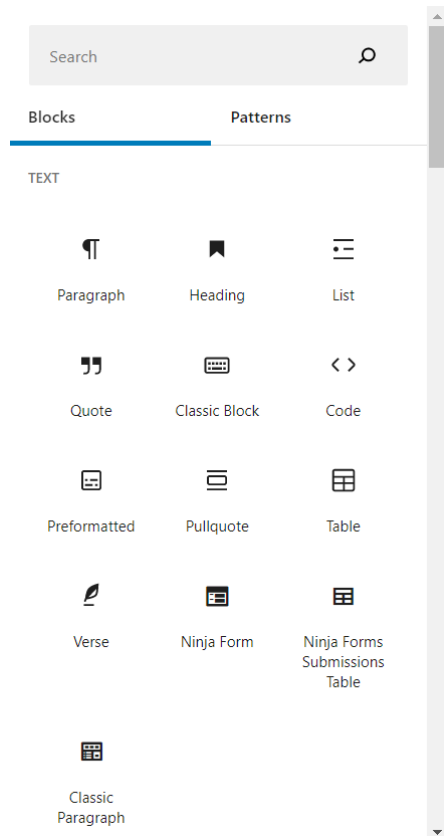 Search
Blocks Patterns
TEXT
Paragraph Heading List
Quote Classic Block Code
Preformatted Pullquote Table
Verse Ninja Form Ninja Forms
Submissions
Table
Classic
Paragraph